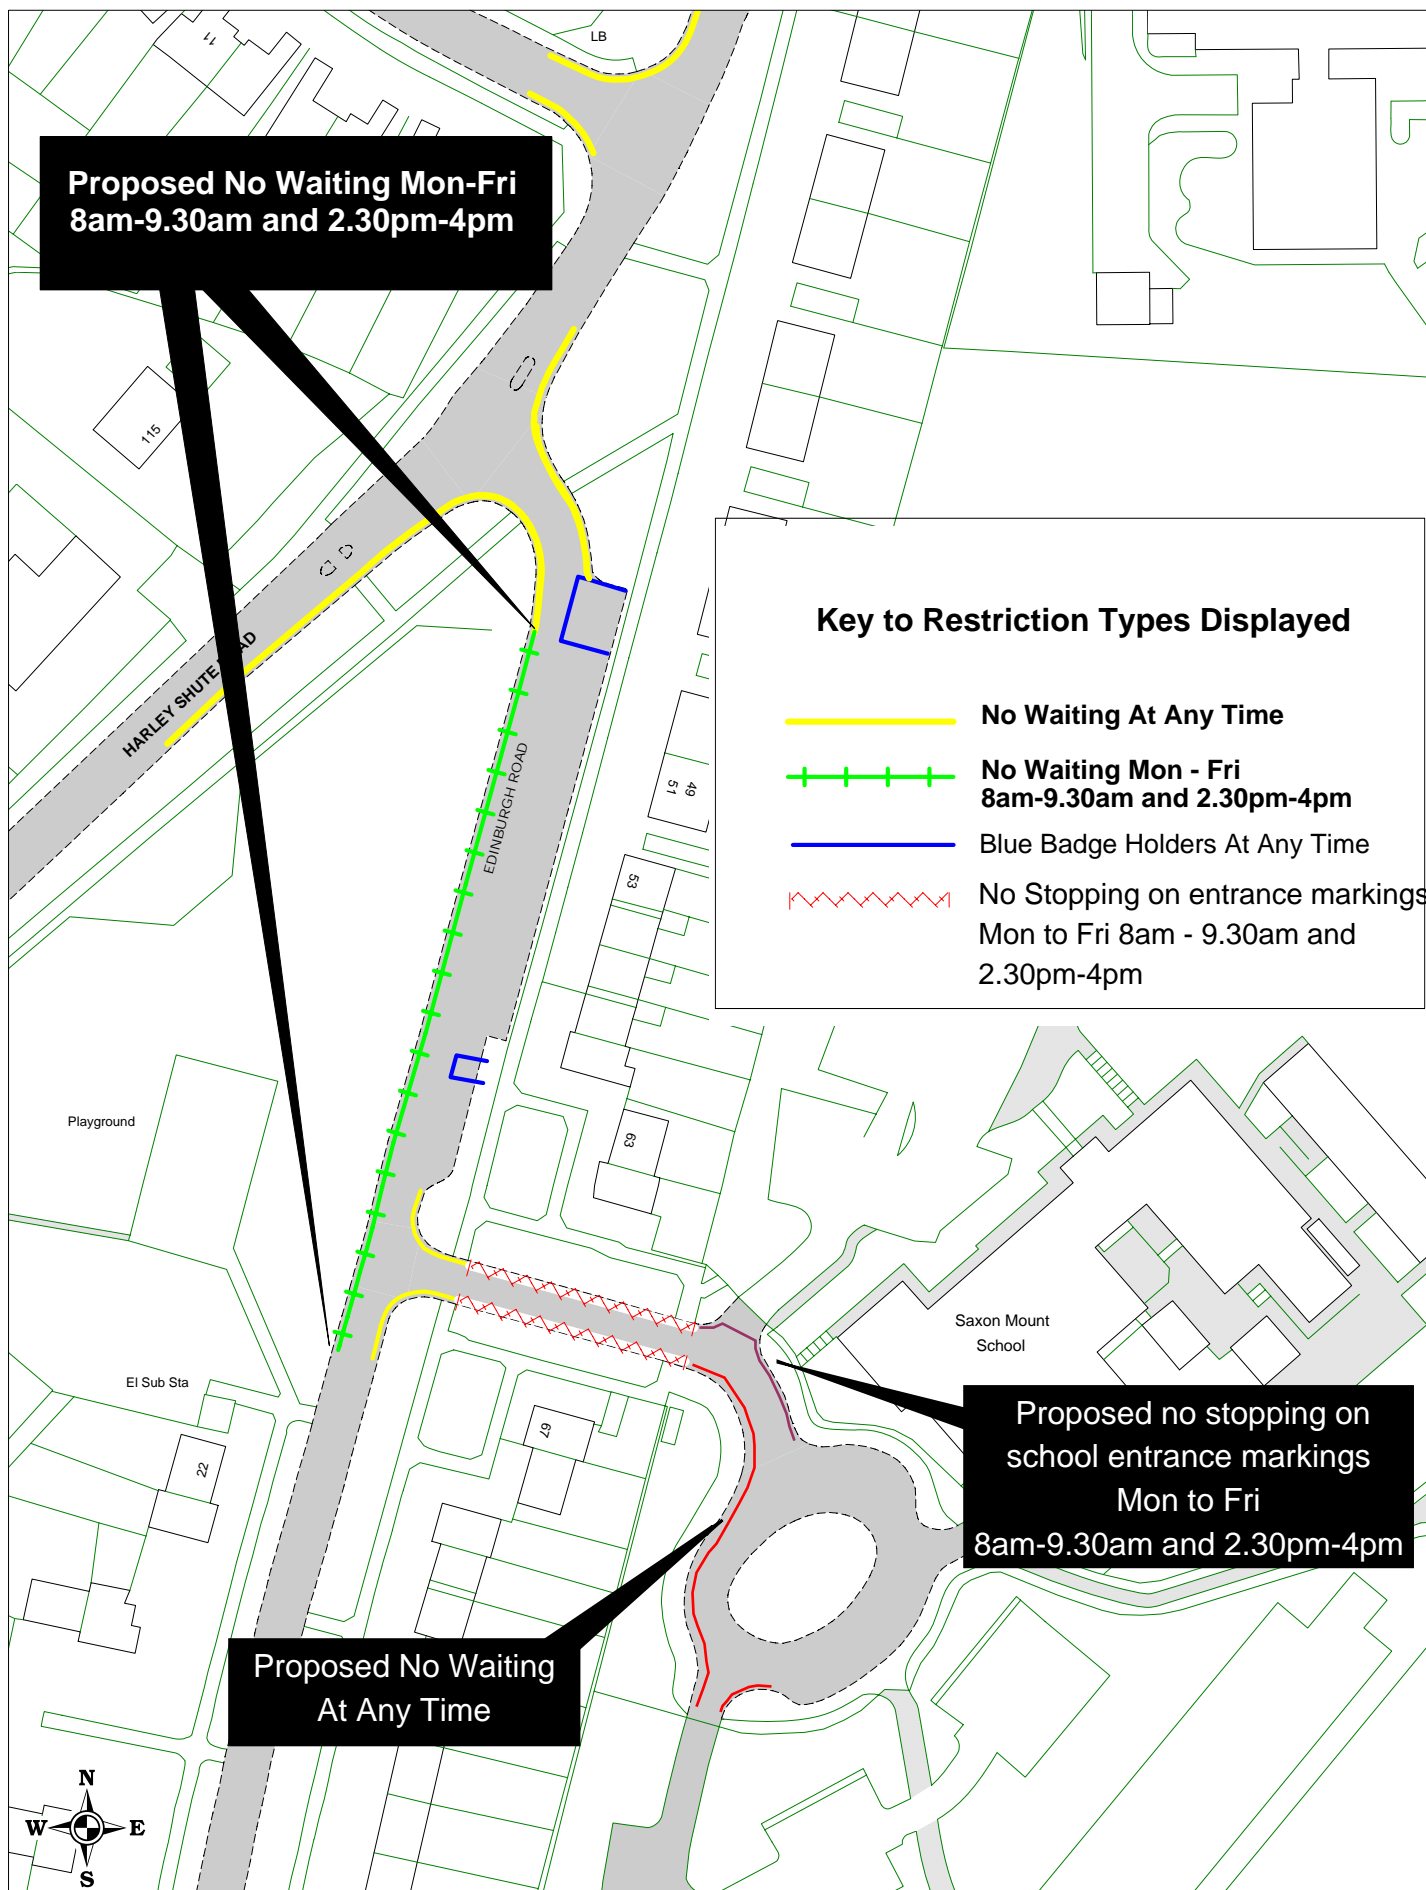 11
LB
Proposed No Waiting Mon-Fri
8am-9.30am and 2.30pm-4pm
115
HARLEY SHUTE ROAD
EDINBURGH ROAD
Key to Restriction Types Displayed
No Waiting At Any Time
No Waiting Mon - Fri
8am-9.30am and 2.30pm-4pm
Blue Badge Holders At Any Time
No Stopping on entrance markings
Mon to Fri 8am - 9.30am and
2.30pm-4pm
49
51
53
63
Playground
Saxon Mount
School
El Sub Sta
22
67
Proposed no stopping on
school entrance markings
Mon to Fri
8am-9.30am and 2.30pm-4pm
Proposed No Waiting
At Any Time
N
W E
S